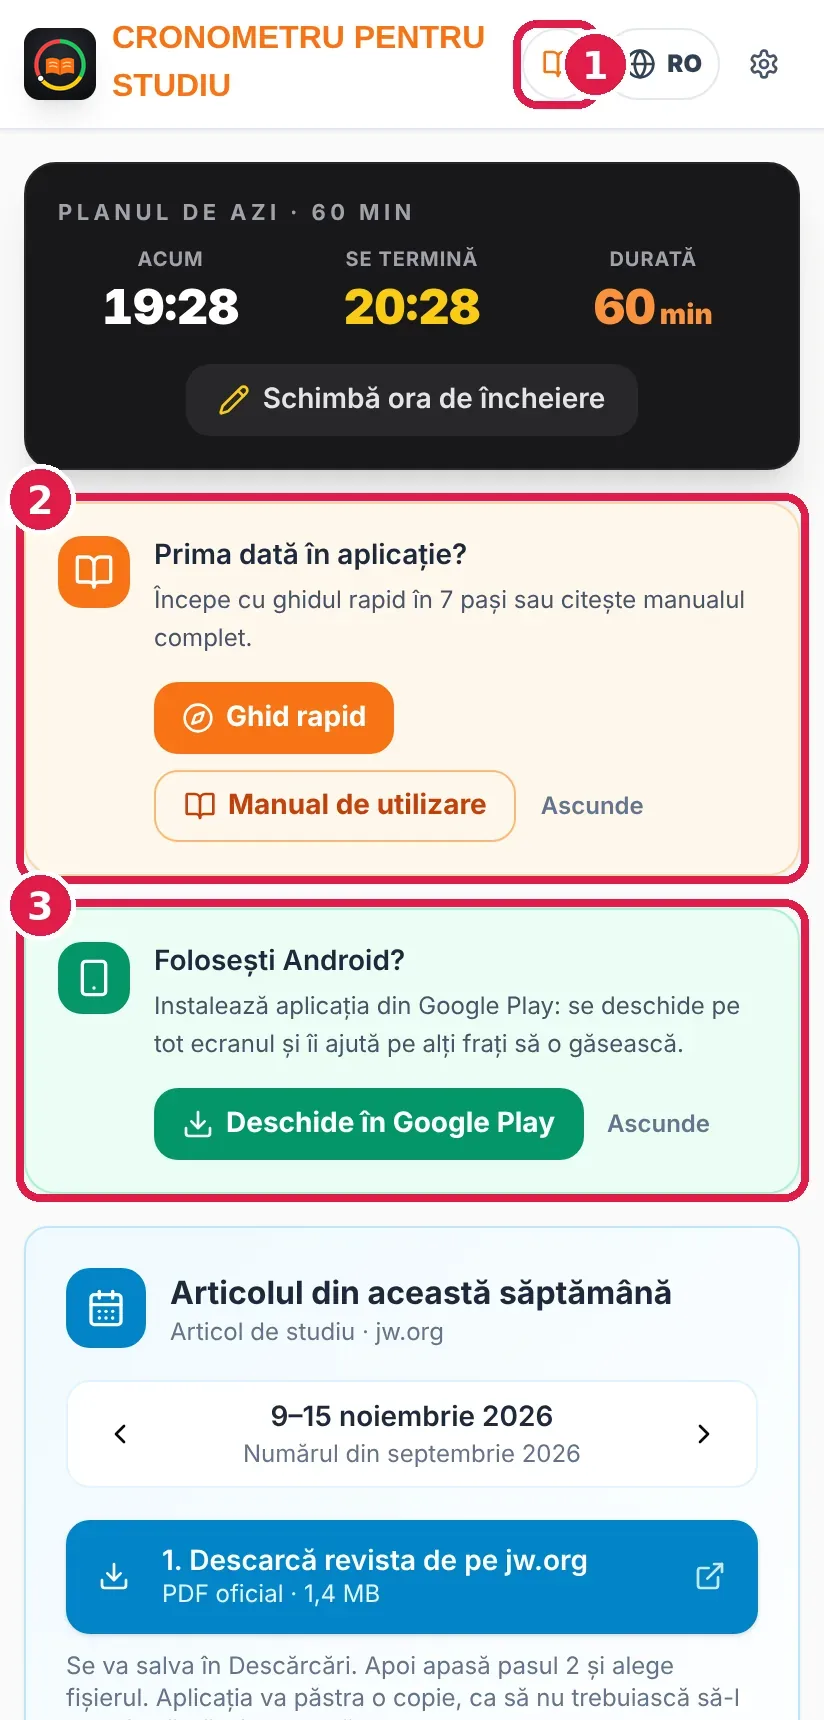 CRONOMETRU PENTRU
STUDIU
1
RO
PLANUL DE AZI · 60 MIN
ACUM
SE TERMINĂ
DURATĂ
19:28
20:28
60 min
Schimbă ora de încheiere
2
Prima dată în aplicație?
Începe cu ghidul rapid în 7 pași sau citește manualul
complet.
Ghid rapid
Manual de utilizare
Ascunde
3
Folosești Android?
Instalează aplicația din Google Play: se deschide pe
tot ecranul și îi ajută pe alți frați să o găsească.
Deschide în Google Play
Ascunde
Articolul din această săptămână
Articol de studiu · jw.org
9–15 noiembrie 2026
Numărul din septembrie 2026
1. Descarcă revista de pe jw.org
PDF oficial · 1,4 MB
Se va salva în Descărcări. Apoi apasă pasul 2 și alege
fișierul. Aplicația va păstra o copie, ca să nu trebuiască să-l